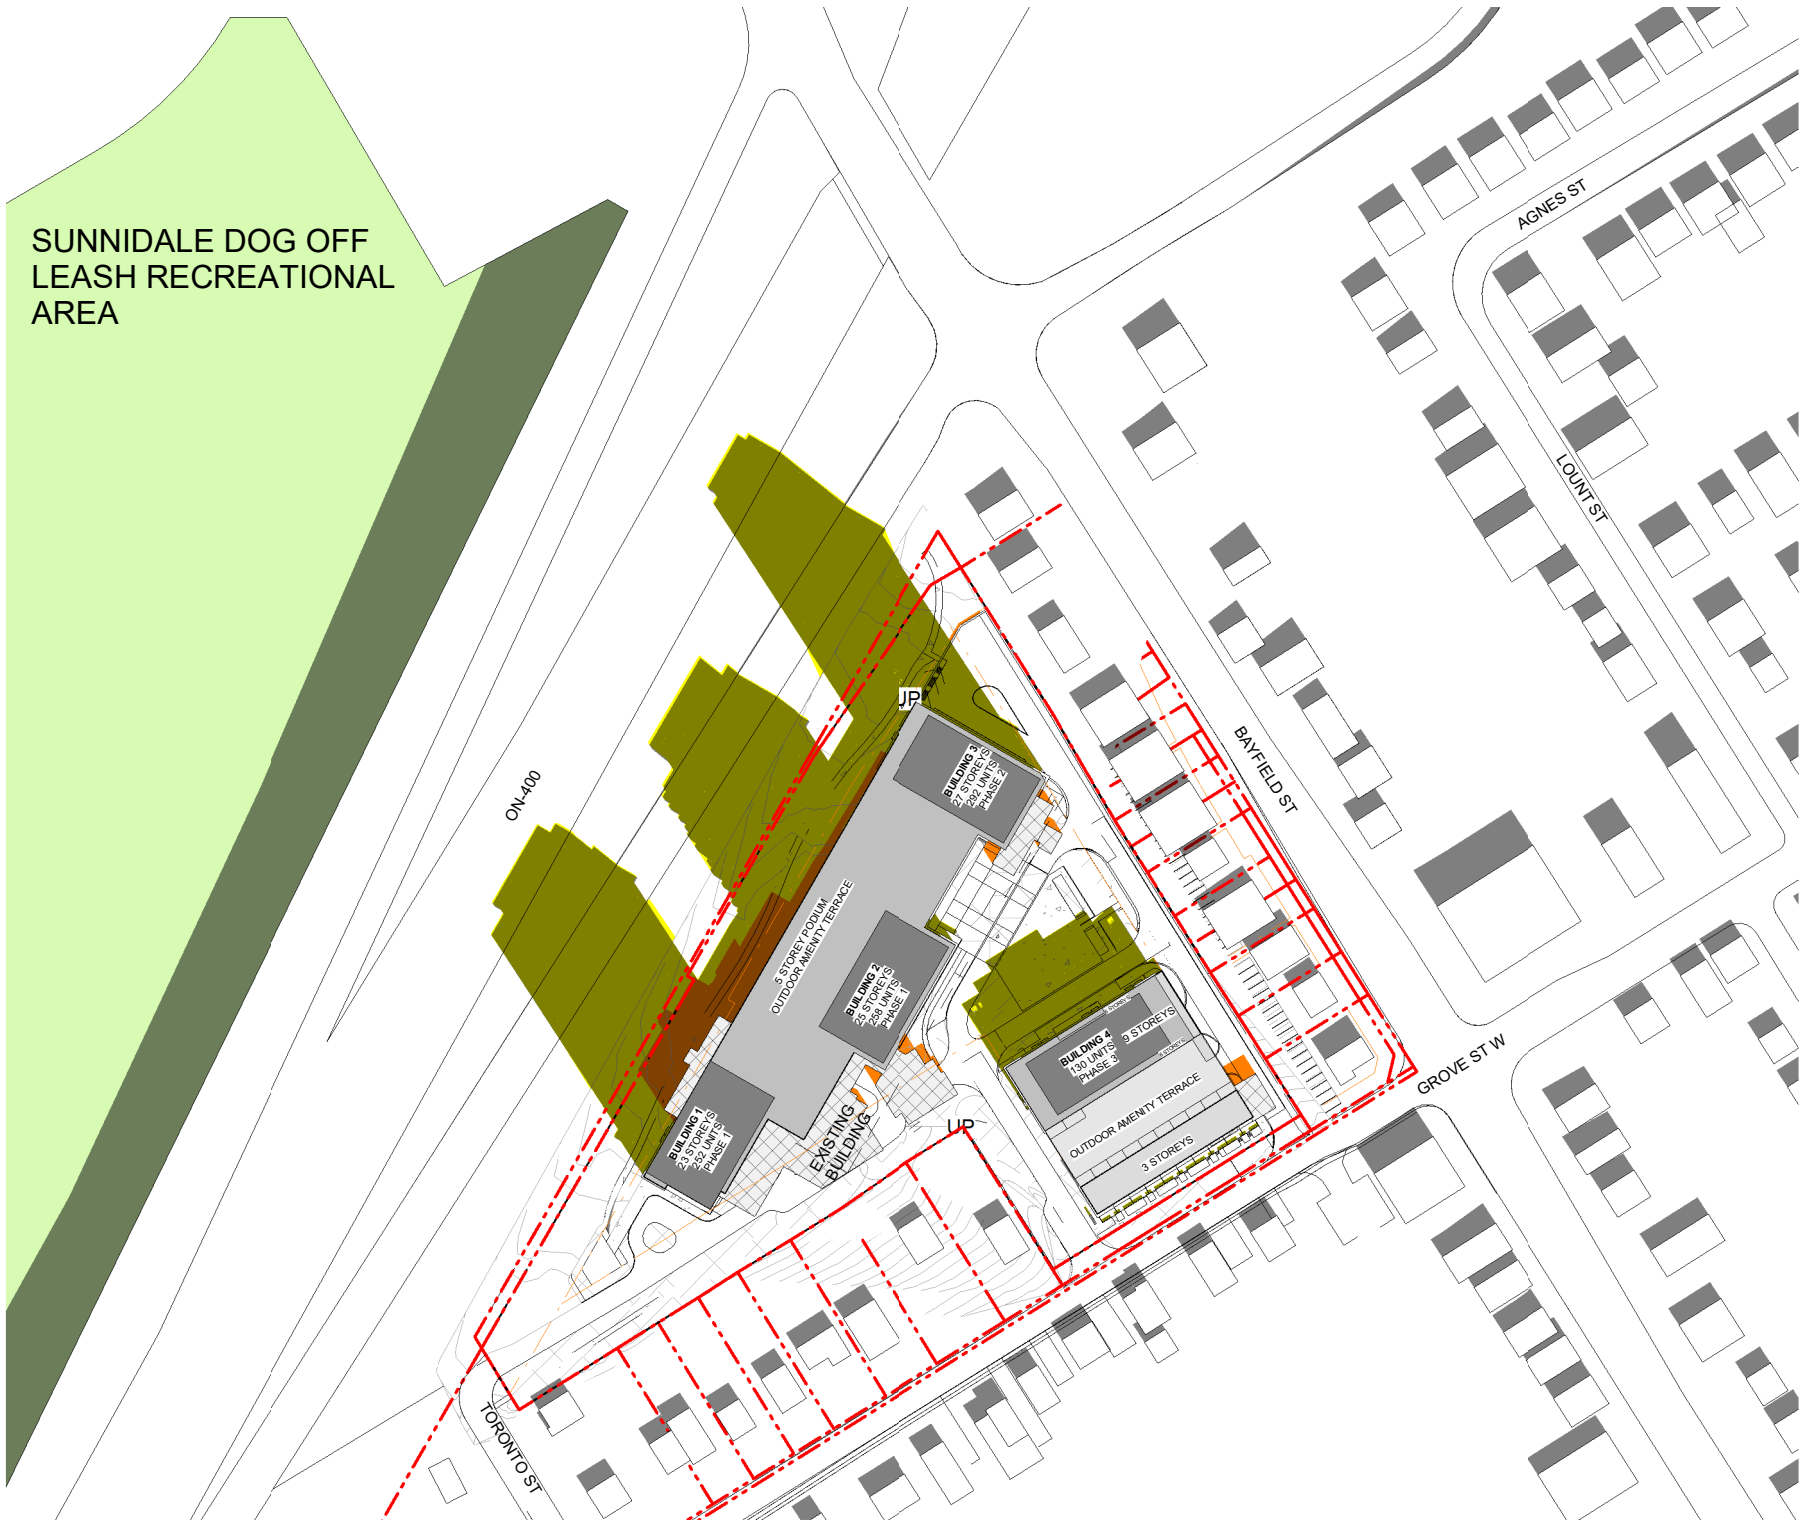 SUNNIDALE DOG OFF
LEASH RECREATIONAL
AREA
AGNES ST
LOUNT ST
BAYFIELD ST
GROVE ST W
TORONTO ST
ON-400
UP
BUILDING 3
27 STOREYS
292 UNITS
PHASE 2
5 STOREY PODIUM
OUTDOOR AMENITY TERRACE
BUILDING 2
25 STOREYS
258 UNITS
PHASE 1
BUILDING 1
23 STOREYS
252 UNITS
PHASE 1
EXISTING
BUILDING
UP
BUILDING 4
130 UNITS
PHASE 3
9 STOREYS
OUTDOOR AMENITY TERRACE
3 STOREYS